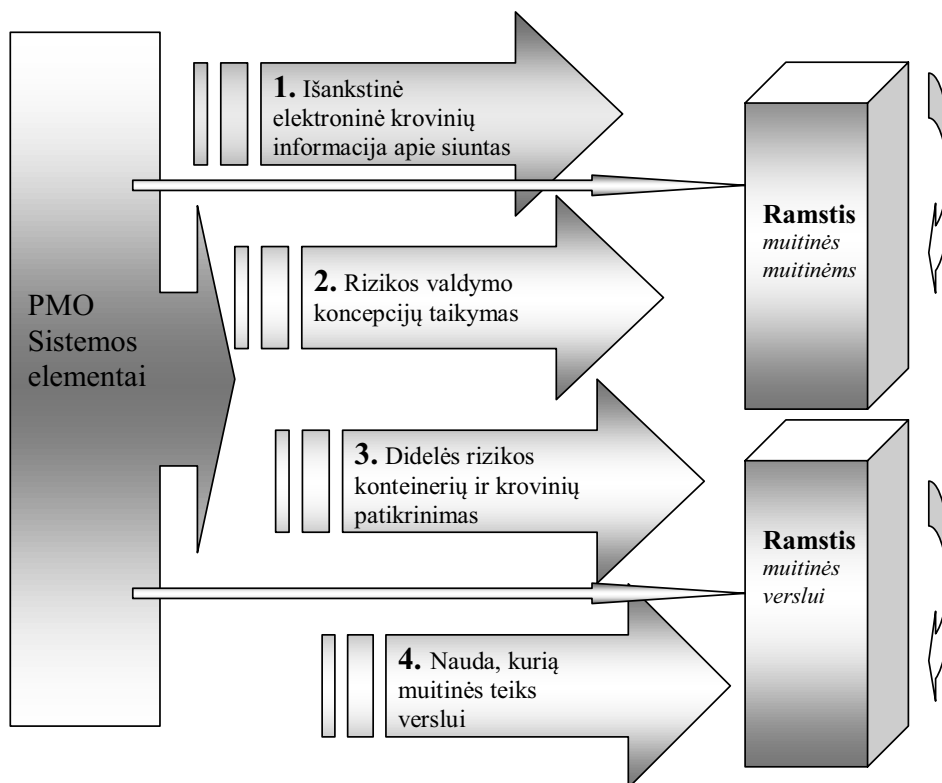 PMO
Sistemos
elementai
1. Išankstinė
elektroninė krovinių
informacija apie siuntas
2. Rizikos valdymo
koncepcijų taikymas
3. Didelės rizikos
konteinerių ir krovinių
patikrinimas
4. Nauda, kurią
muitinės teiks
verslui
Ramstis
muitinės
muitinėms
Ramstis
muitinės
verslui